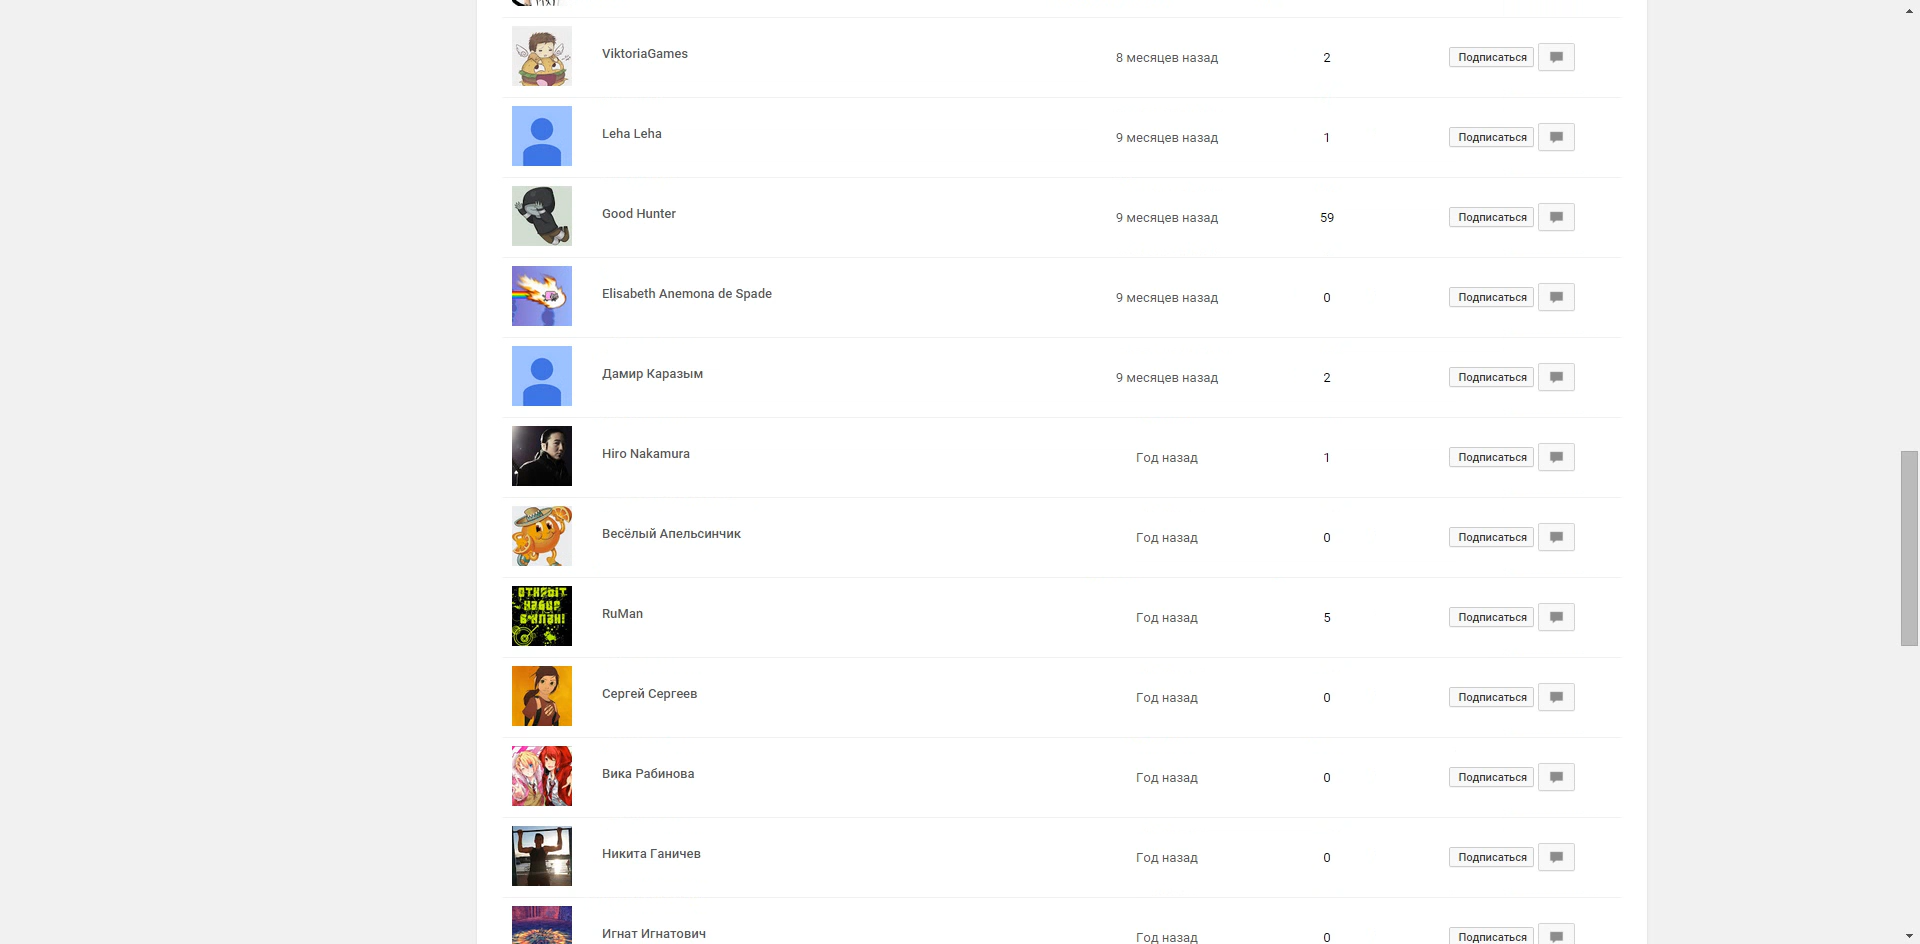 ViktoriaGames 8 месяцев назад 2 Подписаться
Leha Leha 9 месяцев назад 1 Подписаться
Good Hunter 9 месяцев назад 59 Подписаться
Elisabeth Anemona de Spade 9 месяцев назад 0 Подписаться
Дамир Каразым 9 месяцев назад 2 Подписаться
Hiro Nakamura Год назад 1 Подписаться
Весёлый Апельсинчик Год назад 0 Подписаться
ОТКРЫТ
НАБОР
В КЛАН!
RuMan Год назад 5 Подписаться
Сергей Сергеев Год назад 0 Подписаться
Вика Рабинова Год назад 0 Подписаться
Никита Ганичев Год назад 0 Подписаться
Игнат Игнатович Год назад 0 Подписаться